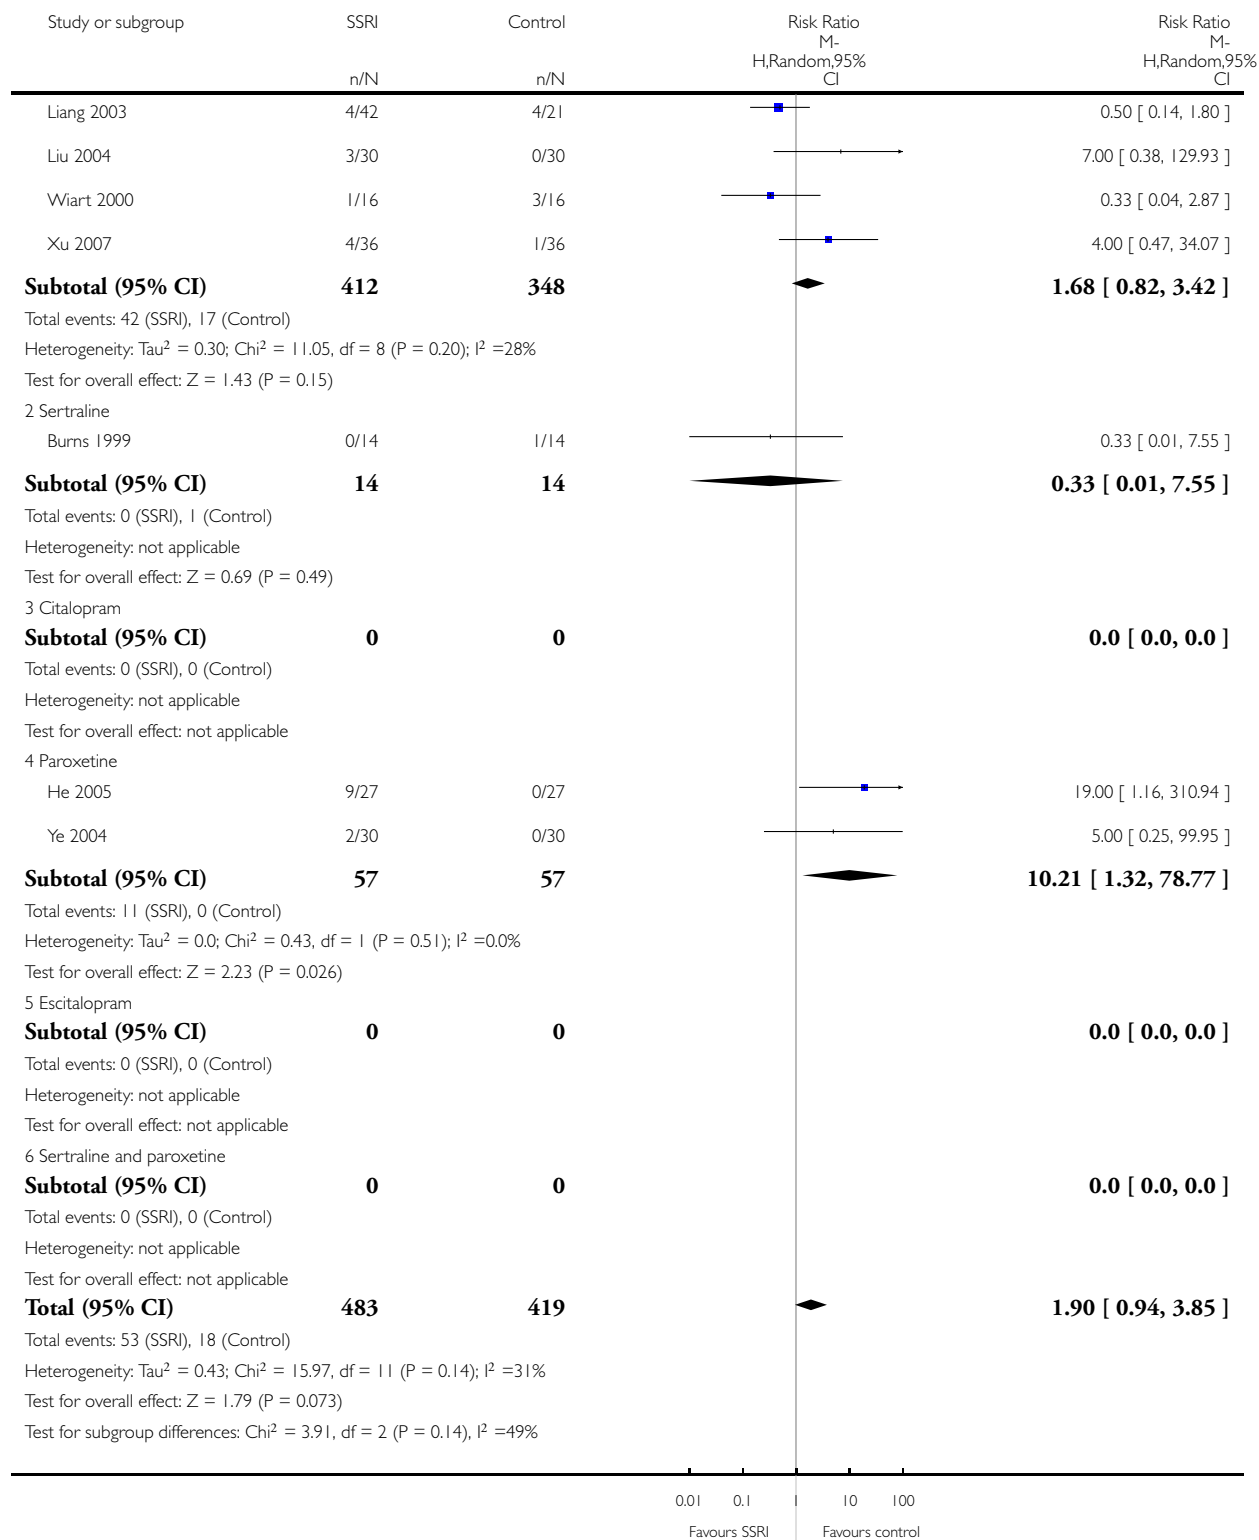 Study or subgroup SSRI Control Risk Ratio Risk Ratio
M- M-
H,Random,95% H,Random,95%
n/N n/N CI CI
Liang 2003 4/42 4/21 0.50 [ 0.14, 1.80 ]
Liu 2004 3/30 0/30 7.00 [ 0.38, 129.93 ]
Wiart 2000 1/16 3/16 0.33 [ 0.04, 2.87 ]
Xu 2007 4/36 1/36 4.00 [ 0.47, 34.07 ]
Subtotal (95% CI) 412 348 1.68 [ 0.82, 3.42 ]
Total events: 42 (SSRI), 17 (Control)
Heterogeneity: Tau² = 0.30; Chi² = 11.05, df = 8 (P = 0.20); I² =28%
Test for overall effect: Z = 1.43 (P = 0.15)
2 Sertraline
Burns 1999 0/14 1/14 0.33 [ 0.01, 7.55 ]
Subtotal (95% CI) 14 14 0.33 [ 0.01, 7.55 ]
Total events: 0 (SSRI), 1 (Control)
Heterogeneity: not applicable
Test for overall effect: Z = 0.69 (P = 0.49)
3 Citalopram
Subtotal (95% CI) 0 0 0.0 [ 0.0, 0.0 ]
Total events: 0 (SSRI), 0 (Control)
Heterogeneity: not applicable
Test for overall effect: not applicable
4 Paroxetine
He 2005 9/27 0/27 19.00 [ 1.16, 310.94 ]
Ye 2004 2/30 0/30 5.00 [ 0.25, 99.95 ]
Subtotal (95% CI) 57 57 10.21 [ 1.32, 78.77 ]
Total events: 11 (SSRI), 0 (Control)
Heterogeneity: Tau² = 0.0; Chi² = 0.43, df = 1 (P = 0.51); I² =0.0%
Test for overall effect: Z = 2.23 (P = 0.026)
5 Escitalopram
Subtotal (95% CI) 0 0 0.0 [ 0.0, 0.0 ]
Total events: 0 (SSRI), 0 (Control)
Heterogeneity: not applicable
Test for overall effect: not applicable
6 Sertraline and paroxetine
Subtotal (95% CI) 0 0 0.0 [ 0.0, 0.0 ]
Total events: 0 (SSRI), 0 (Control)
Heterogeneity: not applicable
Test for overall effect: not applicable
Total (95% CI) 483 419 1.90 [ 0.94, 3.85 ]
Total events: 53 (SSRI), 18 (Control)
Heterogeneity: Tau² = 0.43; Chi² = 15.97, df = 11 (P = 0.14); I² =31%
Test for overall effect: Z = 1.79 (P = 0.073)
Test for subgroup differences: Chi² = 3.91, df = 2 (P = 0.14), I² =49%
0.01 0.1 1 10 100
Favours SSRI Favours control